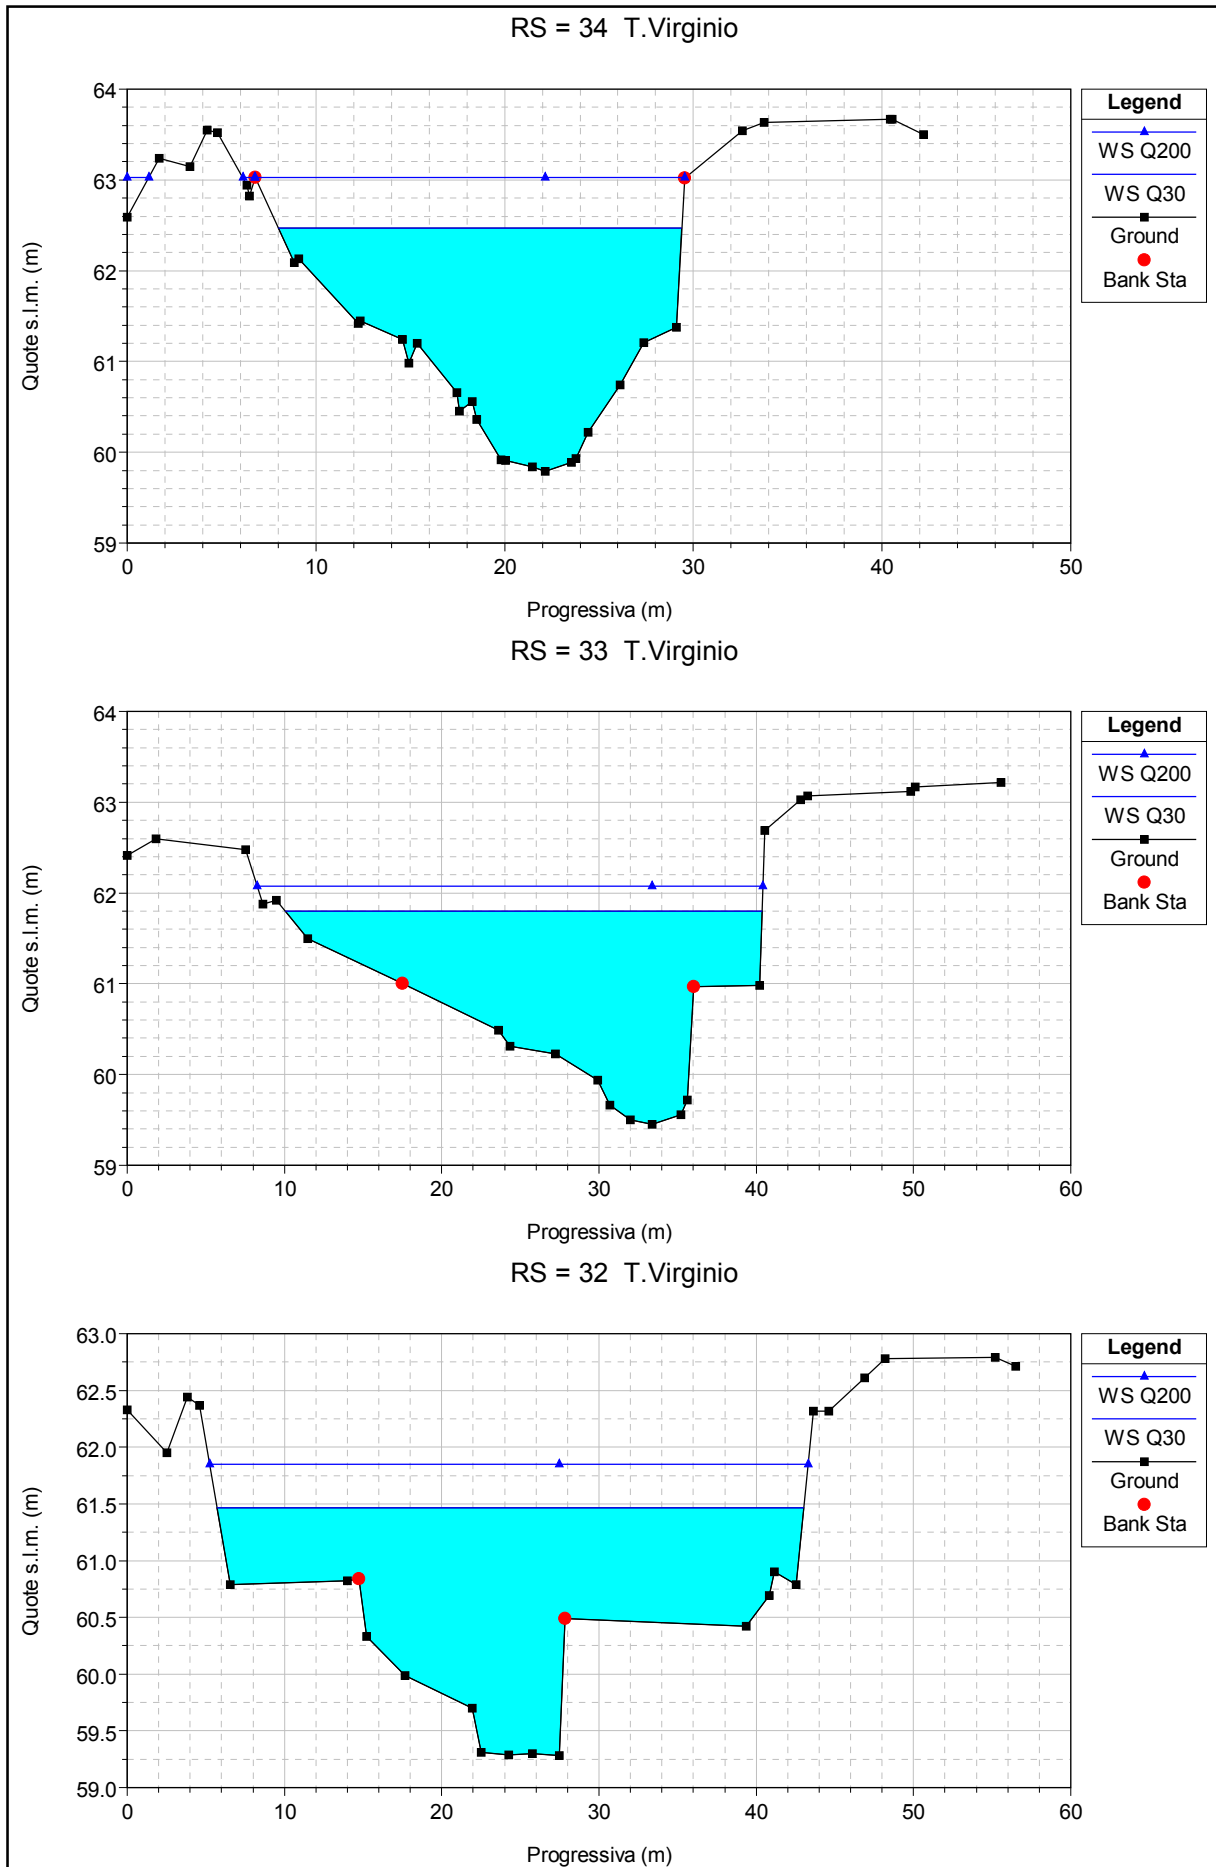 RS = 34 T.Virginio
64
63
62
61
60
59
Quote s.l.m. (m)
0 10 20 30 40 50
Progressiva (m)
Legend
WS Q200
WS Q30
Ground
Bank Sta
RS = 33 T.Virginio
64
63
62
61
60
59
Quote s.l.m. (m)
0 10 20 30 40 50 60
Progressiva (m)
Legend
WS Q200
WS Q30
Ground
Bank Sta
RS = 32 T.Virginio
63.0
62.5
62.0
61.5
61.0
60.5
60.0
59.5
59.0
Quote s.l.m. (m)
0 10 20 30 40 50 60
Progressiva (m)
Legend
WS Q200
WS Q30
Ground
Bank Sta